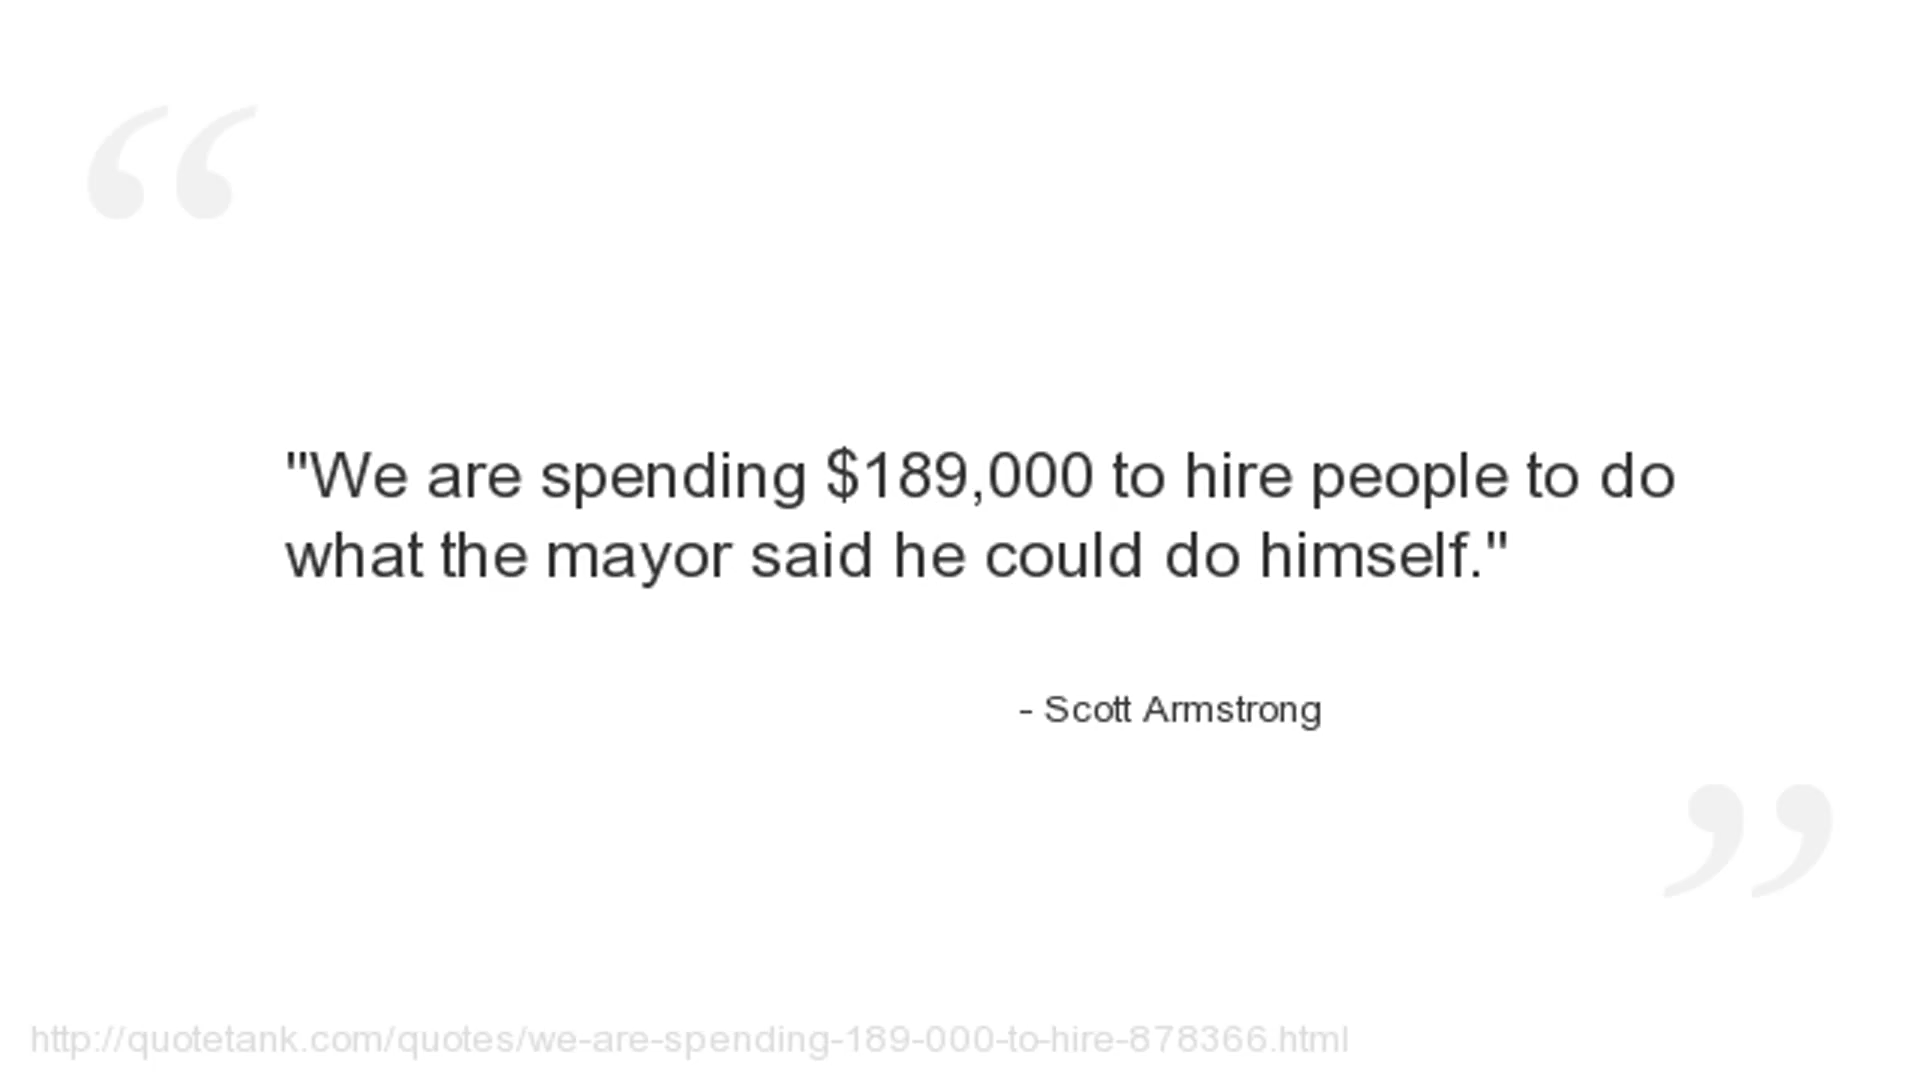 "We are spending $189,000 to hire people to do
what the mayor said he could do himself."
- Scott Armstrong
http://quotetank.com/quotes/we-are-spending-189-000-to-hire-878366.html